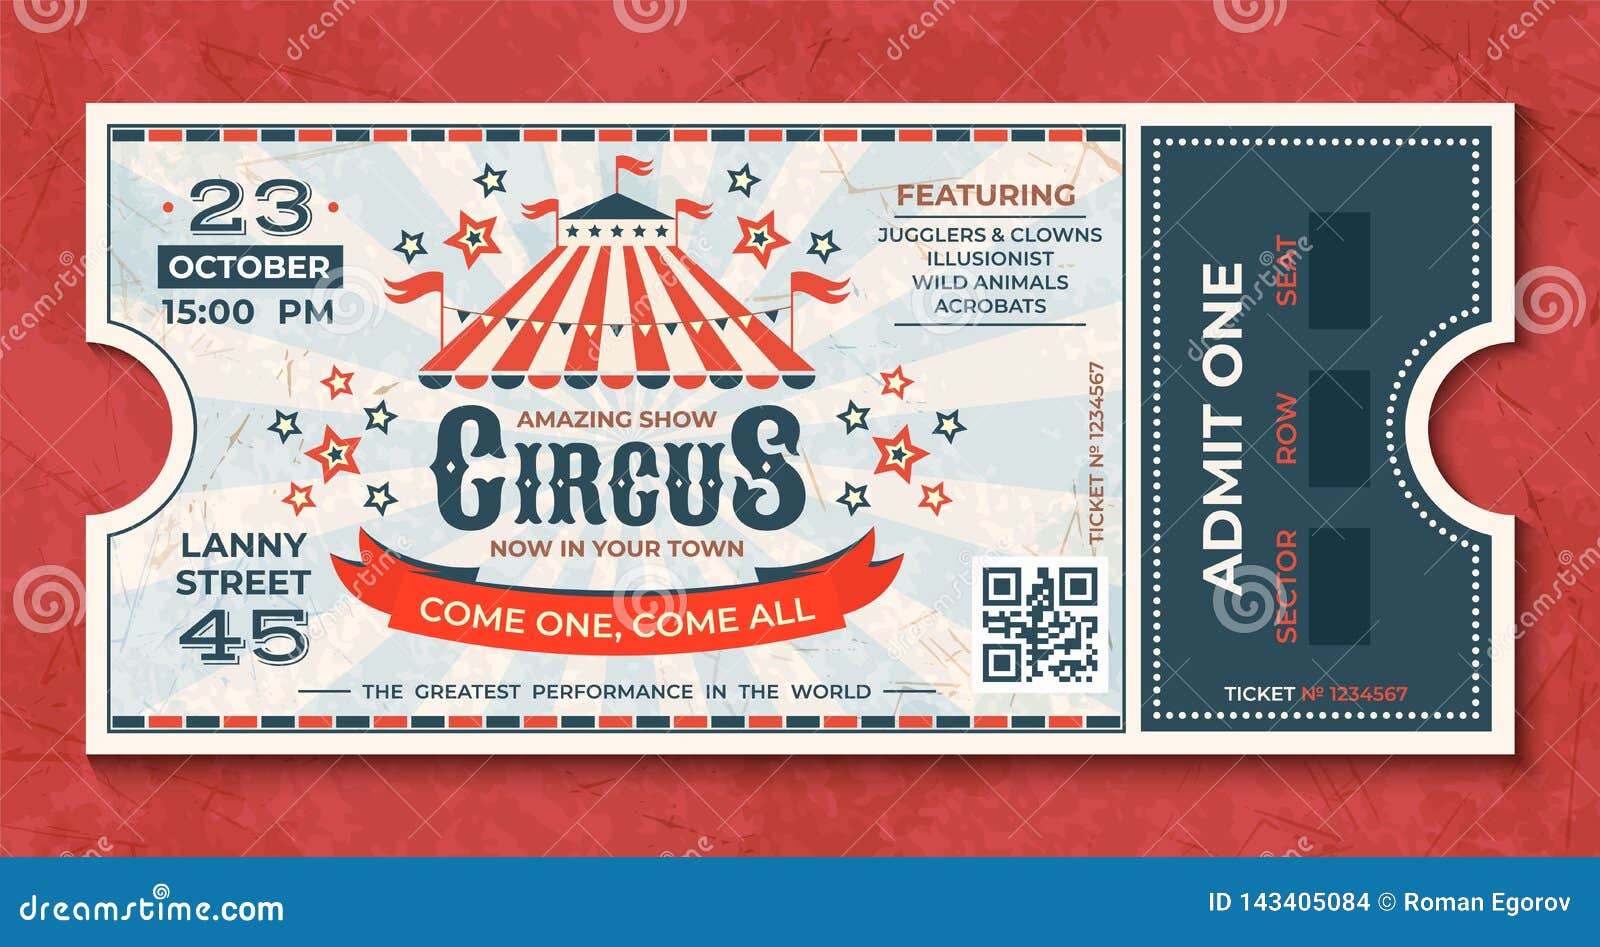 23
OCTOBER
15:00 PM
LANNY
STREET
45
AMAZING SHOW
CIRCUS
NOW IN YOUR TOWN
COME ONE, COME ALL
THE GREATEST PERFORMANCE IN THE WORLD
FEATURING
JUGGLERS & CLOWNS
ILLUSIONIST
WILD ANIMALS
ACROBATS
TICKET № 1234567
ADMIT ONE
SEAT
ROW
SECTOR
TICKET № 1234567
dreamstime.com
ID 143405084 © Roman Egorov